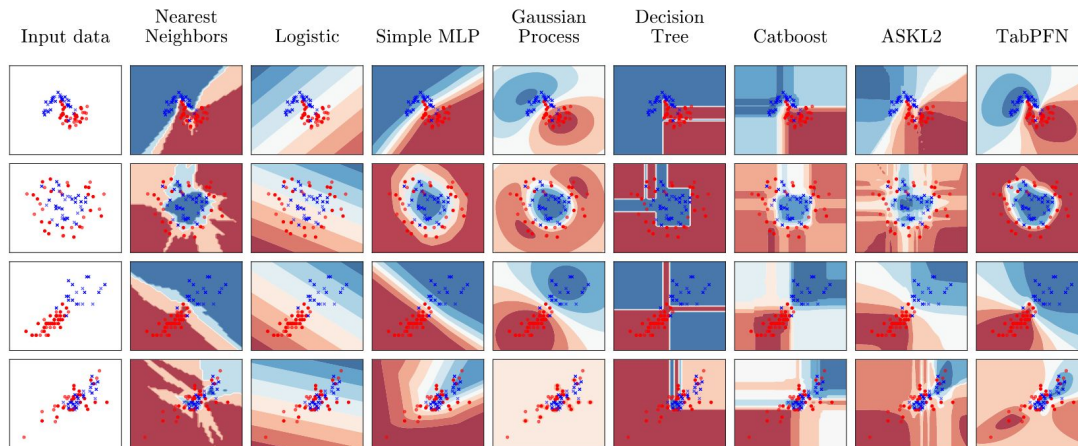 Input data
Nearest
Neighbors
Logistic
Simple MLP
Gaussian
Process
Decision
Tree
Catboost
ASKL2
TabPFN